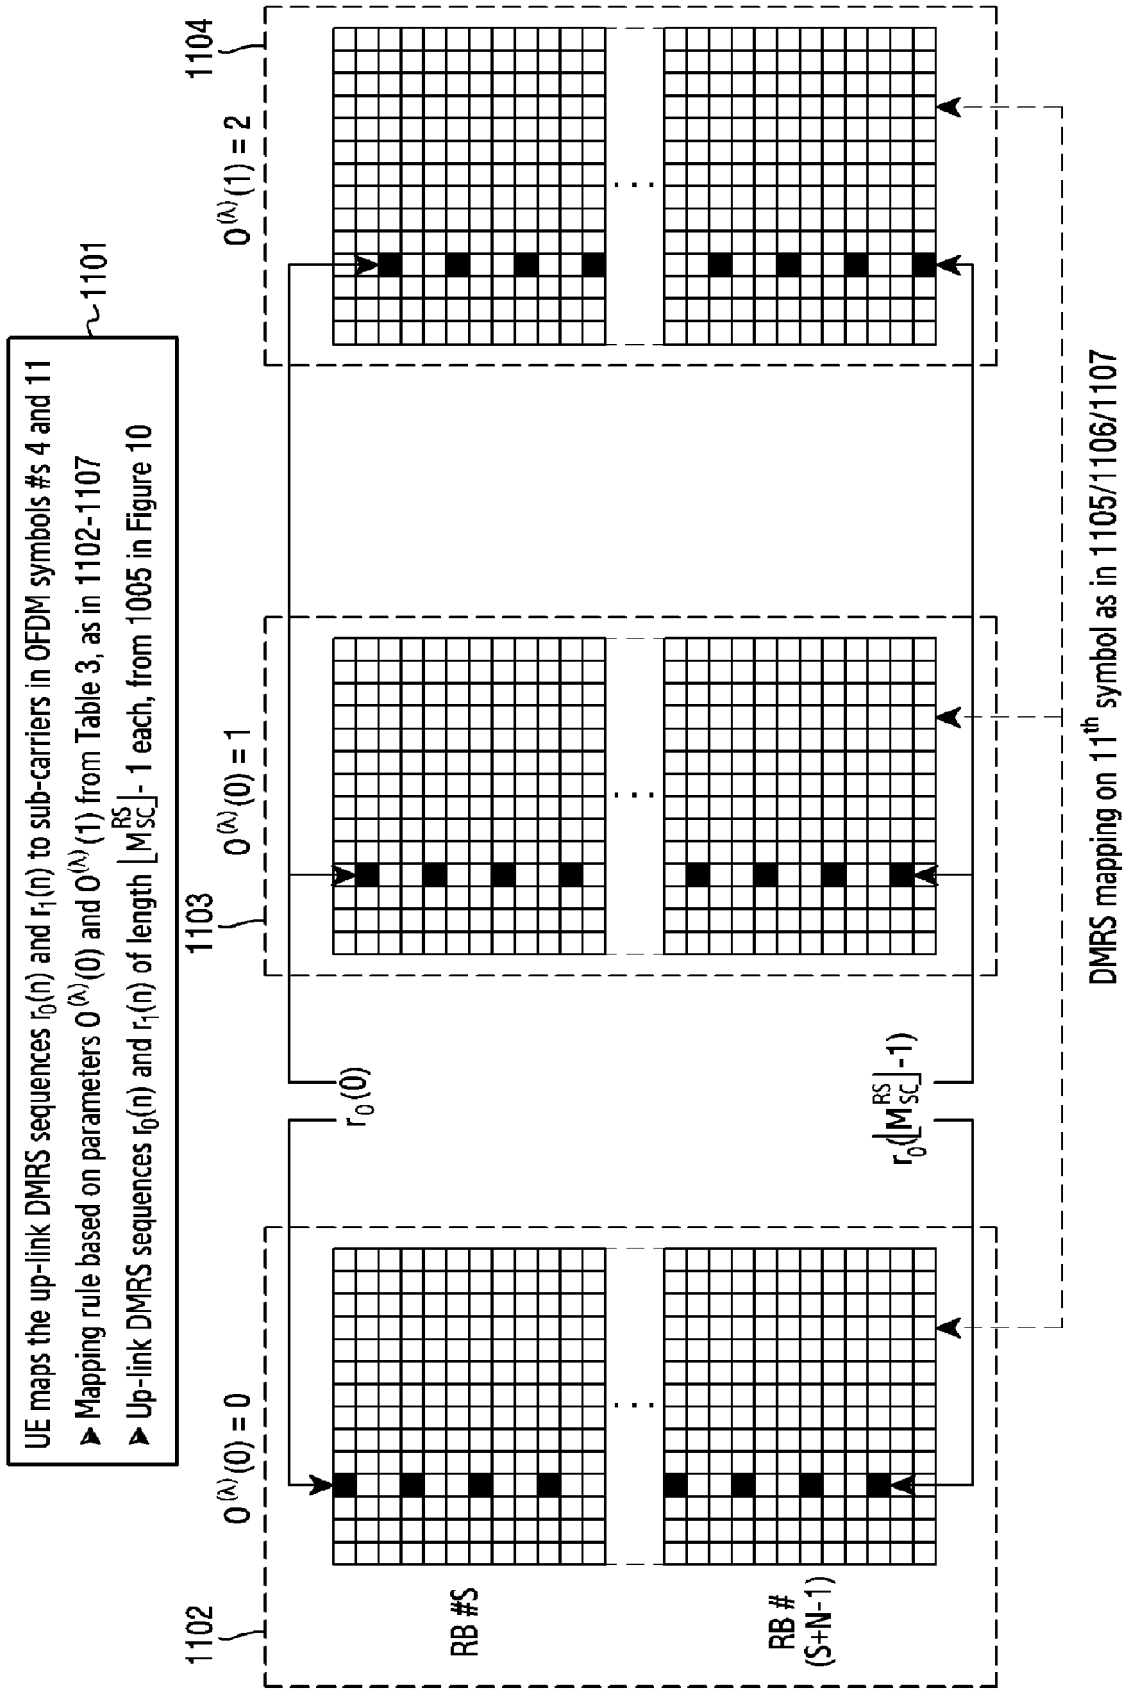 UE maps the up-link DMRS sequences r₀(n) and r₁(n) to sub-carriers in OFDM symbols #s 4 and 11
➤ Mapping rule based on parameters O⁽λ⁾(0) and O⁽λ⁾(1) from Table 3, as in 1102-1107
➤ Up-link DMRS sequences r₀(n) and r₁(n) of length ⌊M_SC^RS⌋- 1 each, from 1005 in Figure 10
1101
1102
O⁽λ⁾(0) = 0
1103
O⁽λ⁾(0) = 1
O⁽λ⁾(1) = 2
1104
RB #S
r₀(0)
. . .
. . .
. . .
RB #
(S+N-1)
r₀(⌊M_SC^RS⌋-1)
DMRS mapping on 11ᵗʰ symbol as in 1105/1106/1107